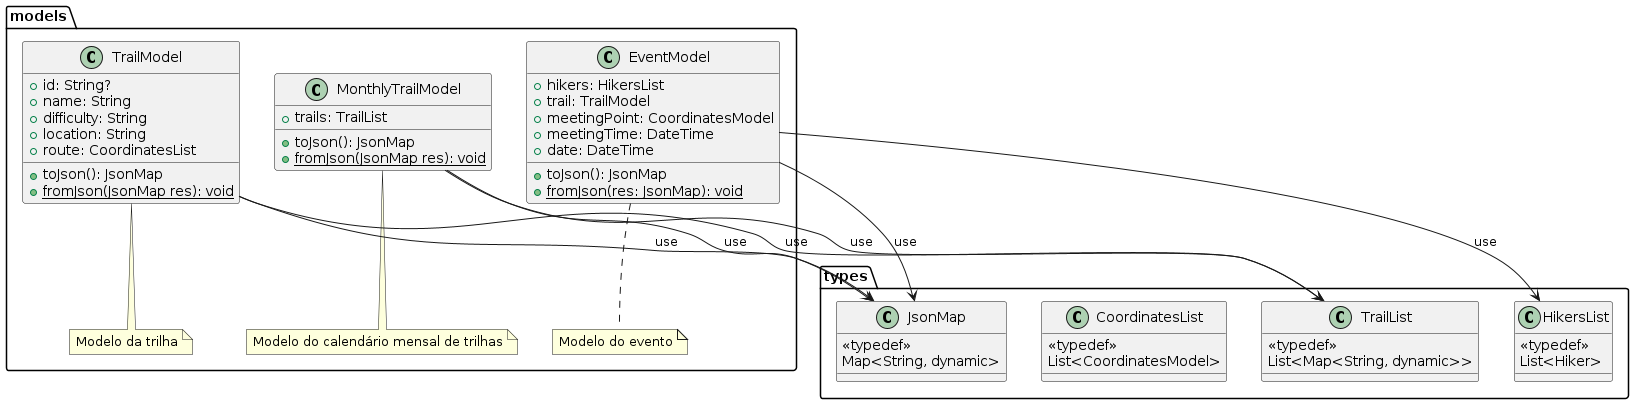 models
TrailModel
id: String?
name: String
difficulty: String
location: String
route: CoordinatesList
toJson(): JsonMap
fromJson(JsonMap res): void
MonthlyTrailModel
trails: TrailList
toJson(): JsonMap
fromJson(JsonMap res): void
EventModel
hikers: HikersList
trail: TrailModel
meetingPoint: CoordinatesModel
meetingTime: DateTime
date: DateTime
toJson(): JsonMap
fromJson(res: JsonMap): void
use
use
use
use
use
use
Modelo da trilha
Modelo do calendário mensal de trilhas
Modelo do evento
types
JsonMap
«typedef»
Map<String, dynamic>
CoordinatesList
«typedef»
List<CoordinatesModel>
TrailList
«typedef»
List<Map<String, dynamic>>
HikersList
«typedef»
List<Hiker>